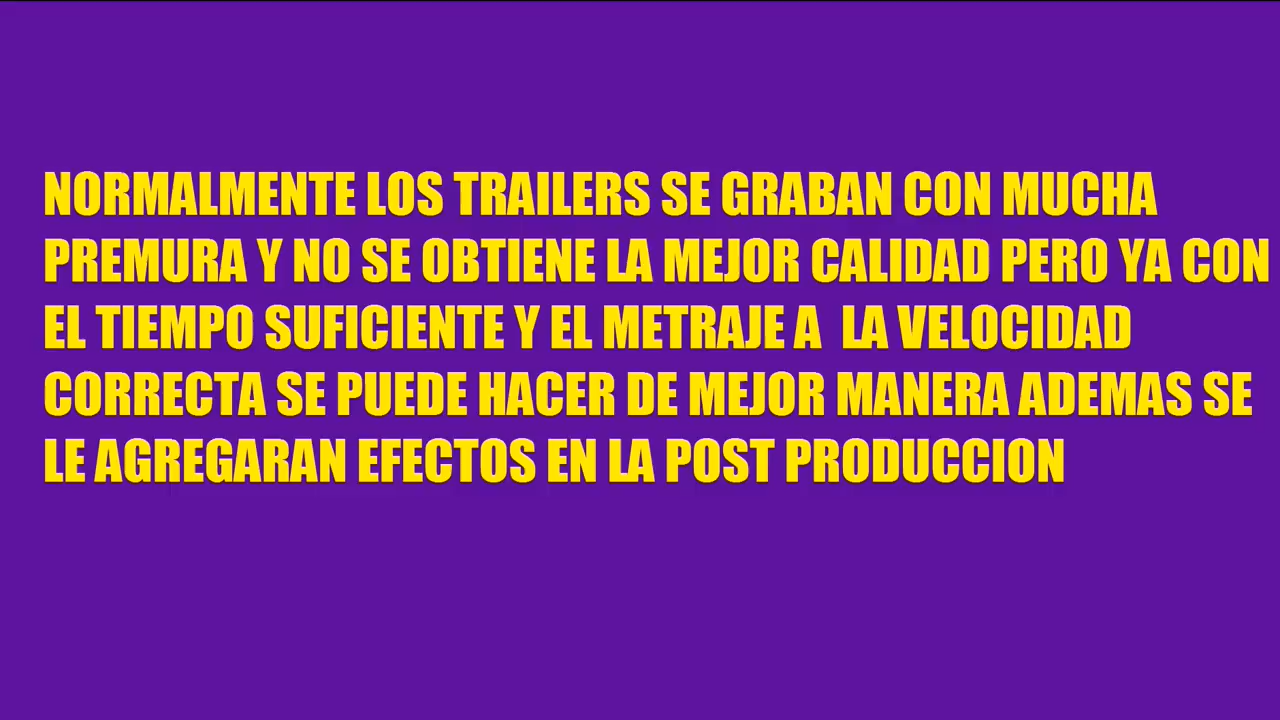 NORMALMENTE LOS TRAILERS SE GRABAN CON MUCHA
PREMURA Y NO SE OBTIENE LA MEJOR CALIDAD PERO YA CON
EL TIEMPO SUFICIENTE Y EL METRAJE A  LA VELOCIDAD
CORRECTA SE PUEDE HACER DE MEJOR MANERA ADEMAS SE
LE AGREGARAN EFECTOS EN LA POST PRODUCCION